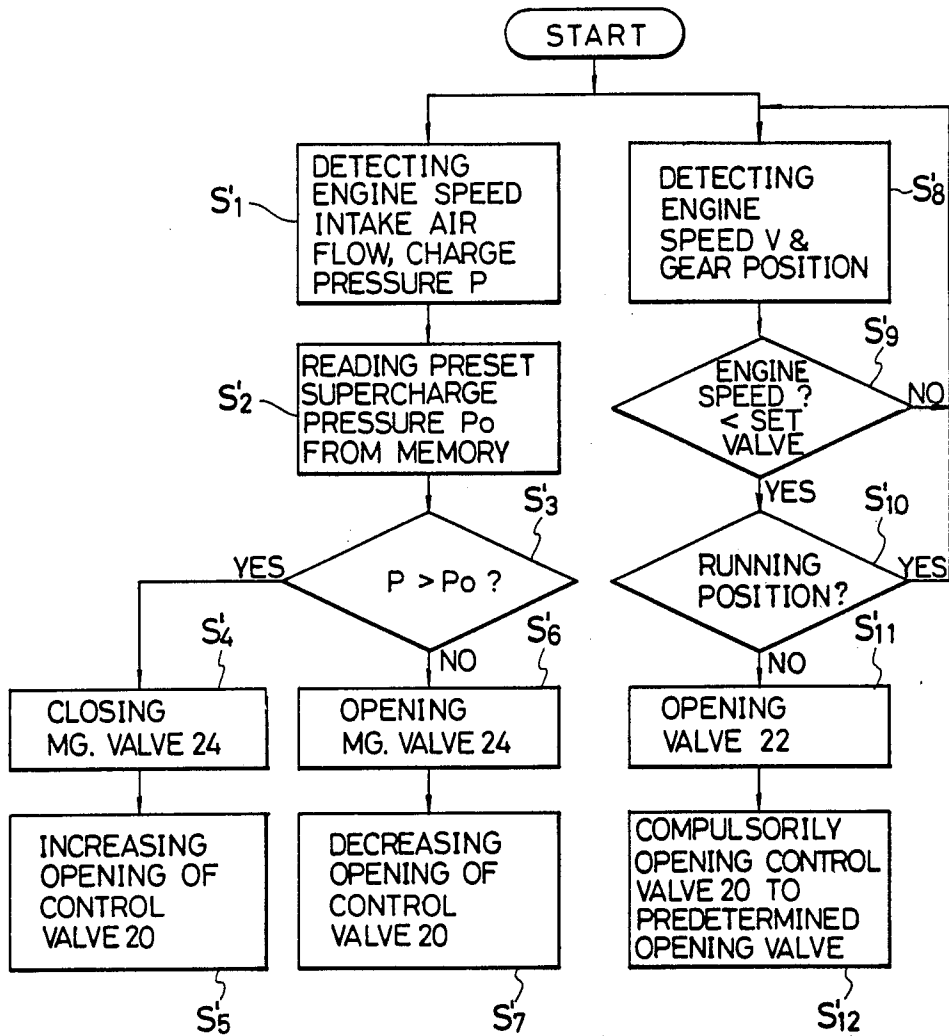 START
DETECTING
ENGINE SPEED
INTAKE AIR
FLOW, CHARGE
PRESSURE P
S'1
DETECTING
ENGINE
SPEED V &
GEAR POSITION
S'8
READING PRESET
SUPERCHARGE
PRESSURE Po
FROM MEMORY
S'2
ENGINE
SPEED ?
< SET
VALVE
S'9
NO
YES
P > Po ?
S'3
YES
NO
RUNNING
POSITION?
S'10
YES
NO
CLOSING
MG. VALVE 24
S'4
OPENING
MG. VALVE 24
S'6
OPENING
VALVE 22
S'11
INCREASING
OPENING OF
CONTROL
VALVE 20
S'5
DECREASING
OPENING OF
CONTROL
VALVE 20
S'7
COMPULSORILY
OPENING CONTROL
VALVE 20 TO
PREDETERMINED
OPENING VALVE
S'12